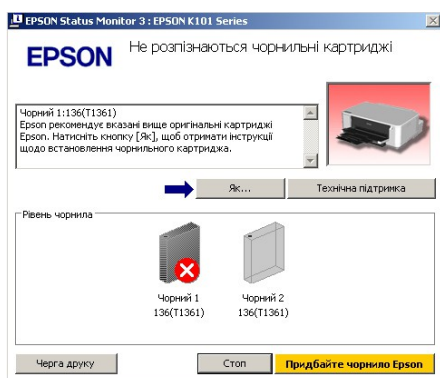 EPSON Status Monitor 3 : EPSON K101 Series
EPSON
Не розпізнаються чорнильні картриджі
Чорний 1:136(T1361)
Epson рекомендує вказані вище оригінальні картриджі
Epson. Натисніть кнопку [Як], щоб отримати інструкції
щодо встановлення чорнильного картриджа.
Як...
Технічна підтримка
Рівень чорнила
Чорний 1
136(T1361)
Чорний 2
136(T1361)
Черга друку
Стоп
Придбайте чорнило Epson